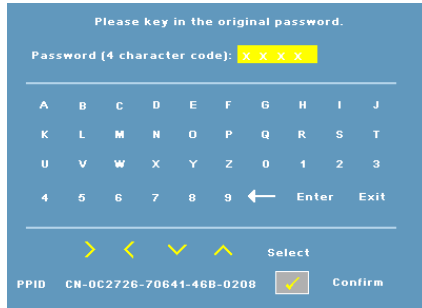 Please key in the original password.
Password (4 character code): X X X X
A B C D E F G H I J
K L M N O P Q R S T
U V W X Y Z 0 1 2 3
4 5 6 7 8 9 ← Enter Exit
> < ∨ ∧ Select
PPID CN-0C2726-70641-46B-0208 ✓ Confirm